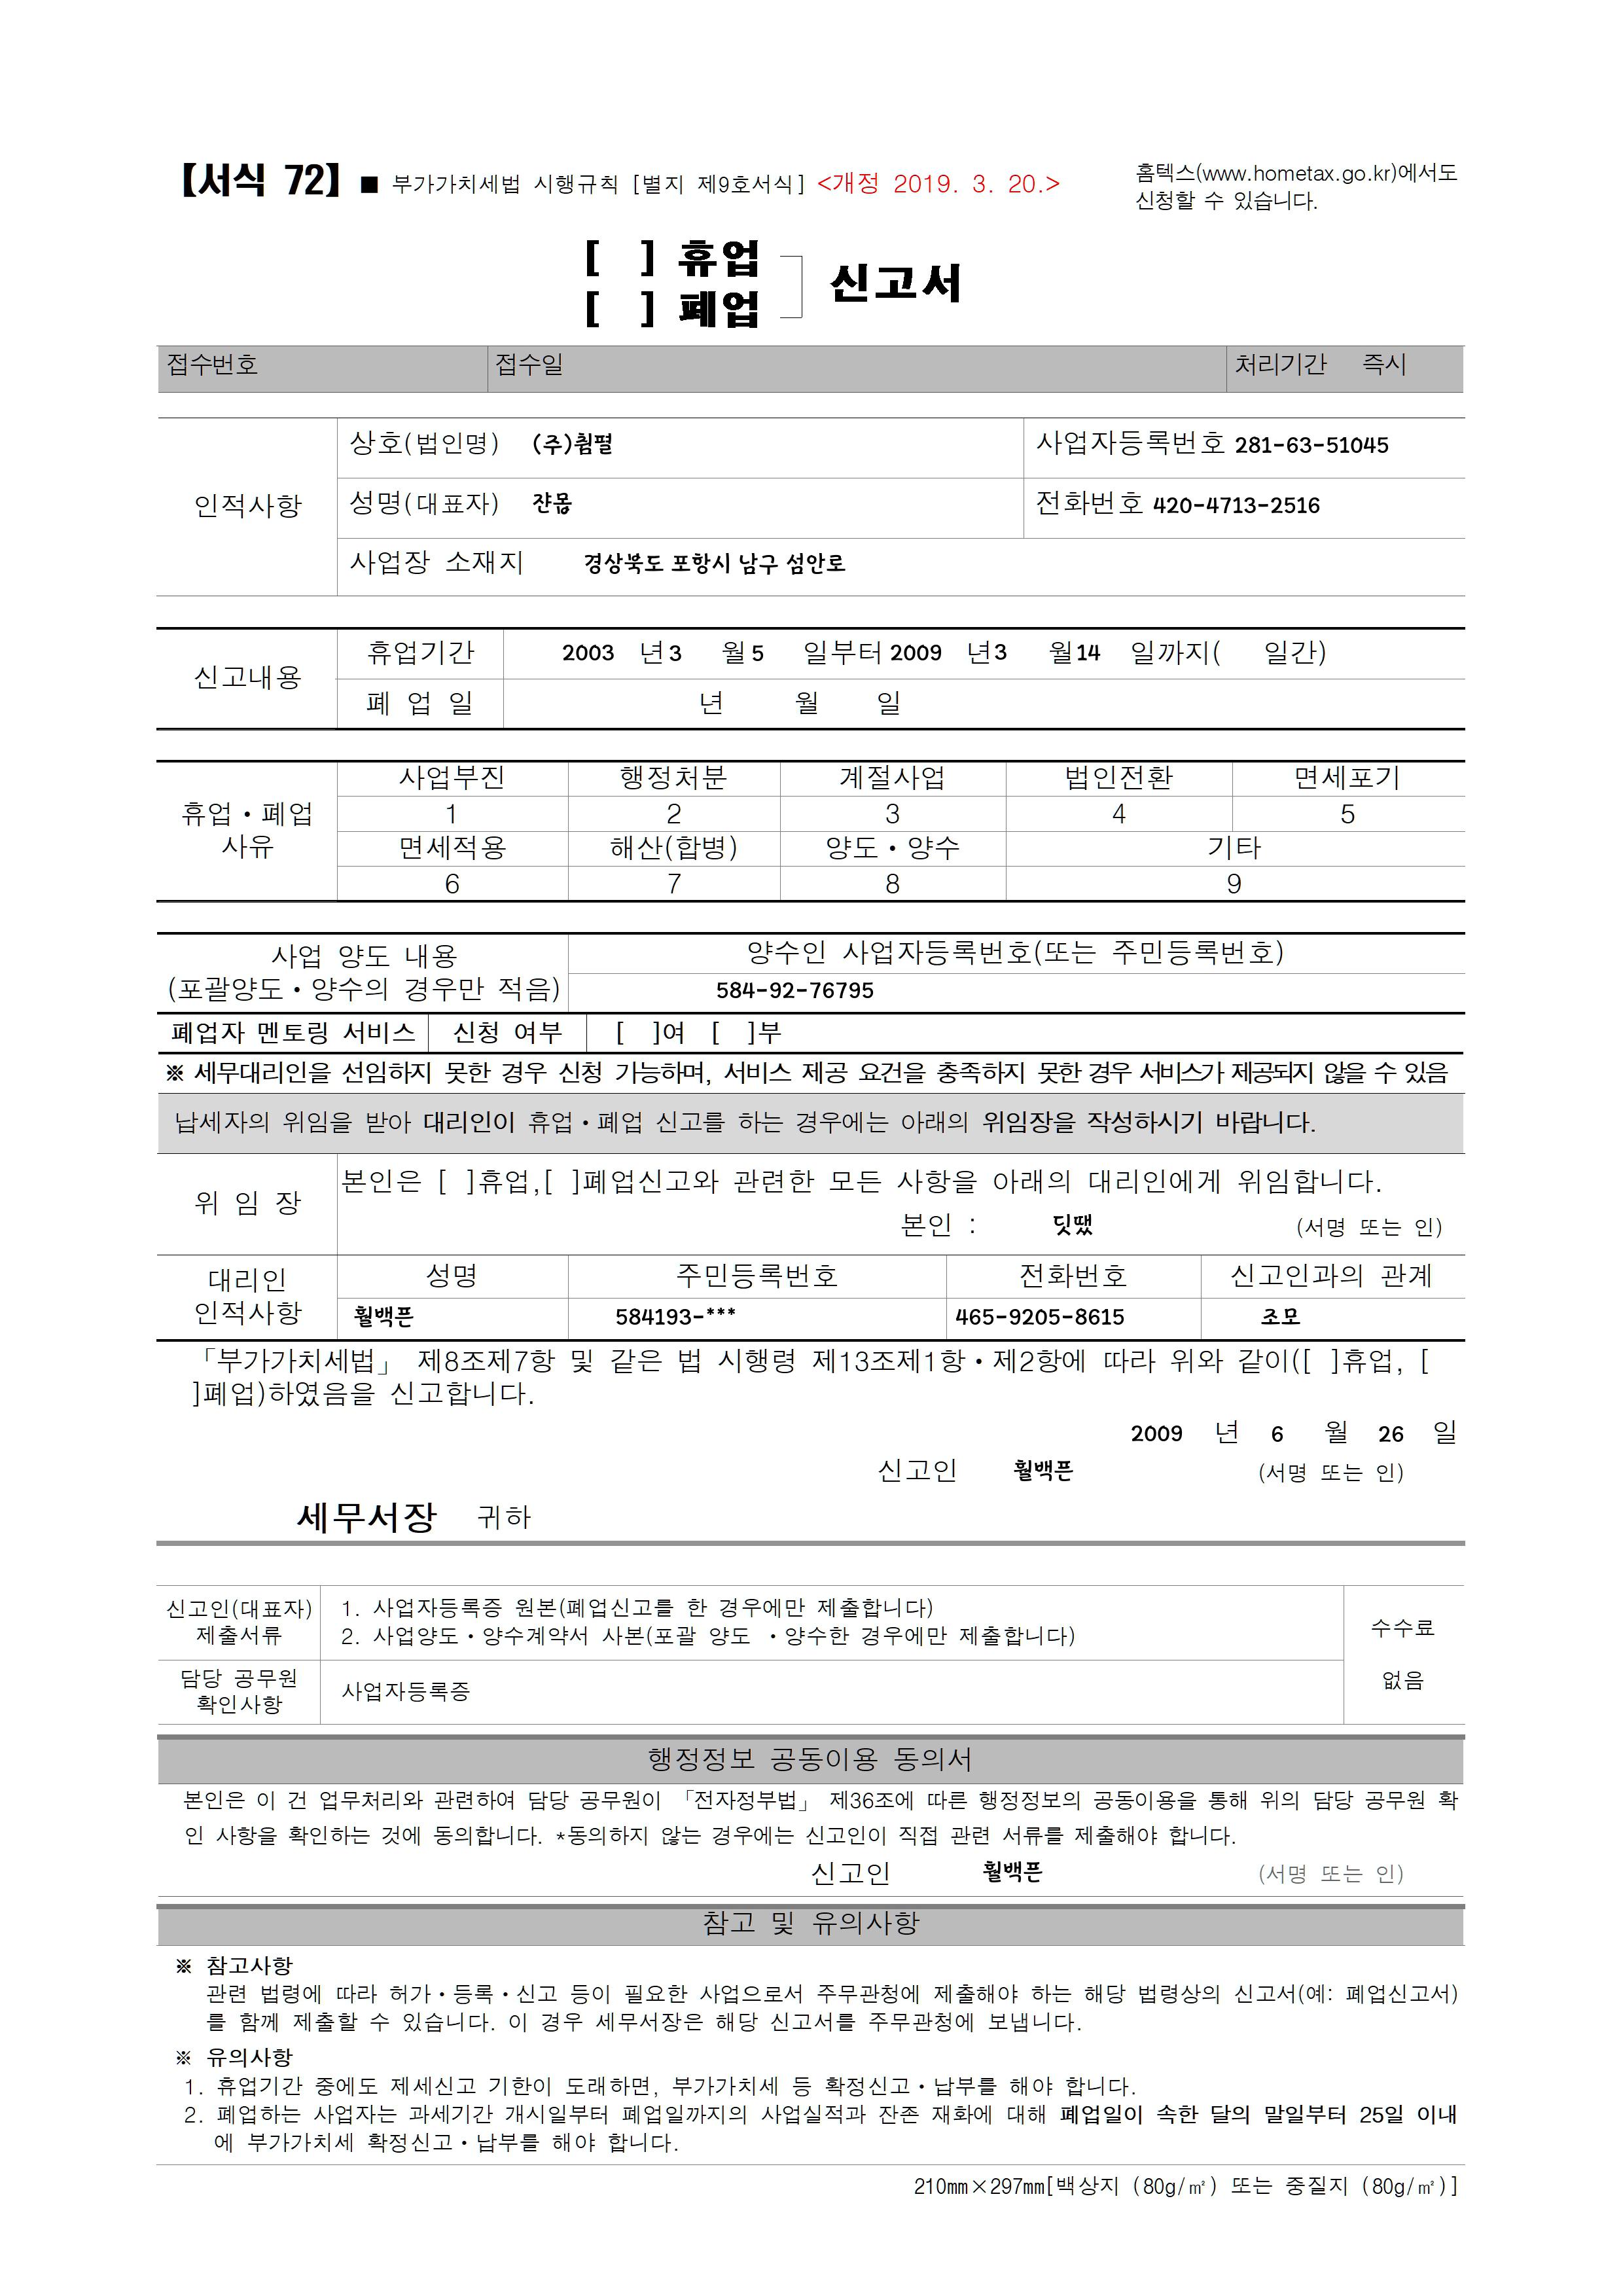 【서식 72】 ■ 부가가치세법 시행규칙 [별지 제9호서식] <개정 2019. 3. 20.>
홈텍스(www.hometax.go.kr)에서도
신청할 수 있습니다.
[ ] 휴업
[ ] 폐업
신고서
접수번호 접수일 처리기간 즉시
인적사항
상호(법인명) (주)췸펄 사업자등록번호 281-63-51045
성명(대표자) 쟌몷 전화번호 420-4713-2516
사업장 소재지 경상북도 포항시 남구 섬안로
신고내용
휴업기간 2003 년 3 월 5 일부터 2009 년 3 월 14 일까지( 일간)
폐 업 일 년 월 일
휴업·폐업
사유
사업부진 행정처분 계절사업 법인전환 면세포기
1 2 3 4 5
면세적용 해산(합병) 양도·양수 기타
6 7 8 9
사업 양도 내용
(포괄양도·양수의 경우만 적음)
양수인 사업자등록번호(또는 주민등록번호)
584-92-76795
폐업자 멘토링 서비스 신청 여부 [ ]여 [ ]부
※ 세무대리인을 선임하지 못한 경우 신청 가능하며, 서비스 제공 요건을 충족하지 못한 경우 서비스가 제공되지 않을 수 있음
납세자의 위임을 받아 대리인이 휴업·폐업 신고를 하는 경우에는 아래의 위임장을 작성하시기 바랍니다.
위 임 장
본인은 [ ]휴업,[ ]폐업신고와 관련한 모든 사항을 아래의 대리인에게 위임합니다.
본인 : 딧땠 (서명 또는 인)
대리인
인적사항
성명 주민등록번호 전화번호 신고인과의 관계
훨백픈 584193-*** 465-9205-8615 조모
「부가가치세법」 제8조제7항 및 같은 법 시행령 제13조제1항·제2항에 따라 위와 같이([ ]휴업, [
]폐업)하였음을 신고합니다.
2009 년 6 월 26 일
신고인 훨백픈 (서명 또는 인)
세무서장 귀하
신고인(대표자)
제출서류
1. 사업자등록증 원본(폐업신고를 한 경우에만 제출합니다)
2. 사업양도·양수계약서 사본(포괄 양도 ·양수한 경우에만 제출합니다)
수수료
없음
담당 공무원
확인사항
사업자등록증
행정정보 공동이용 동의서
본인은 이 건 업무처리와 관련하여 담당 공무원이 「전자정부법」 제36조에 따른 행정정보의 공동이용을 통해 위의 담당 공무원 확
인 사항을 확인하는 것에 동의합니다. *동의하지 않는 경우에는 신고인이 직접 관련 서류를 제출해야 합니다.
신고인 훨백픈 (서명 또는 인)
참고 및 유의사항
※ 참고사항
관련 법령에 따라 허가·등록·신고 등이 필요한 사업으로서 주무관청에 제출해야 하는 해당 법령상의 신고서(예: 폐업신고서)
를 함께 제출할 수 있습니다. 이 경우 세무서장은 해당 신고서를 주무관청에 보냅니다.
※ 유의사항
1. 휴업기간 중에도 제세신고 기한이 도래하면, 부가가치세 등 확정신고·납부를 해야 합니다.
2. 폐업하는 사업자는 과세기간 개시일부터 폐업일까지의 사업실적과 잔존 재화에 대해 폐업일이 속한 달의 말일부터 25일 이내
에 부가가치세 확정신고·납부를 해야 합니다.
210mm×297mm[백상지 (80g/㎡) 또는 중질지 (80g/㎡)]